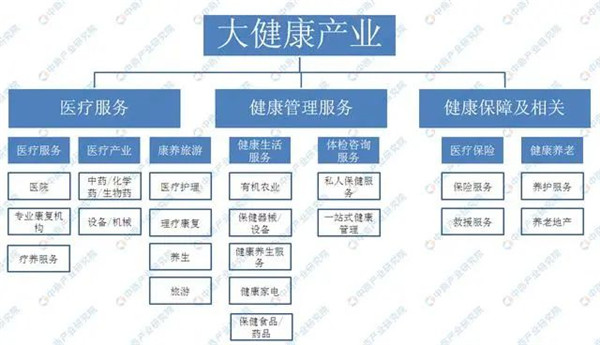 大健康产业
医疗服务
健康管理服务
健康保障及相关
医疗服务
医疗产业
康养旅游
健康生活
服务
体检咨询
服务
医疗保险
健康养老
医院
专业康复机
构
疗养服务
中药/化学
药/生物药
设备/机械
医疗护理
理疗康复
养生
旅游
有机农业
保健器械/
设备
健康养生服
务
健康家电
保健食品/
药品
私人保健服
务
一站式健康
管理
保险服务
救援服务
养护服务
养老地产
中商产业研究院